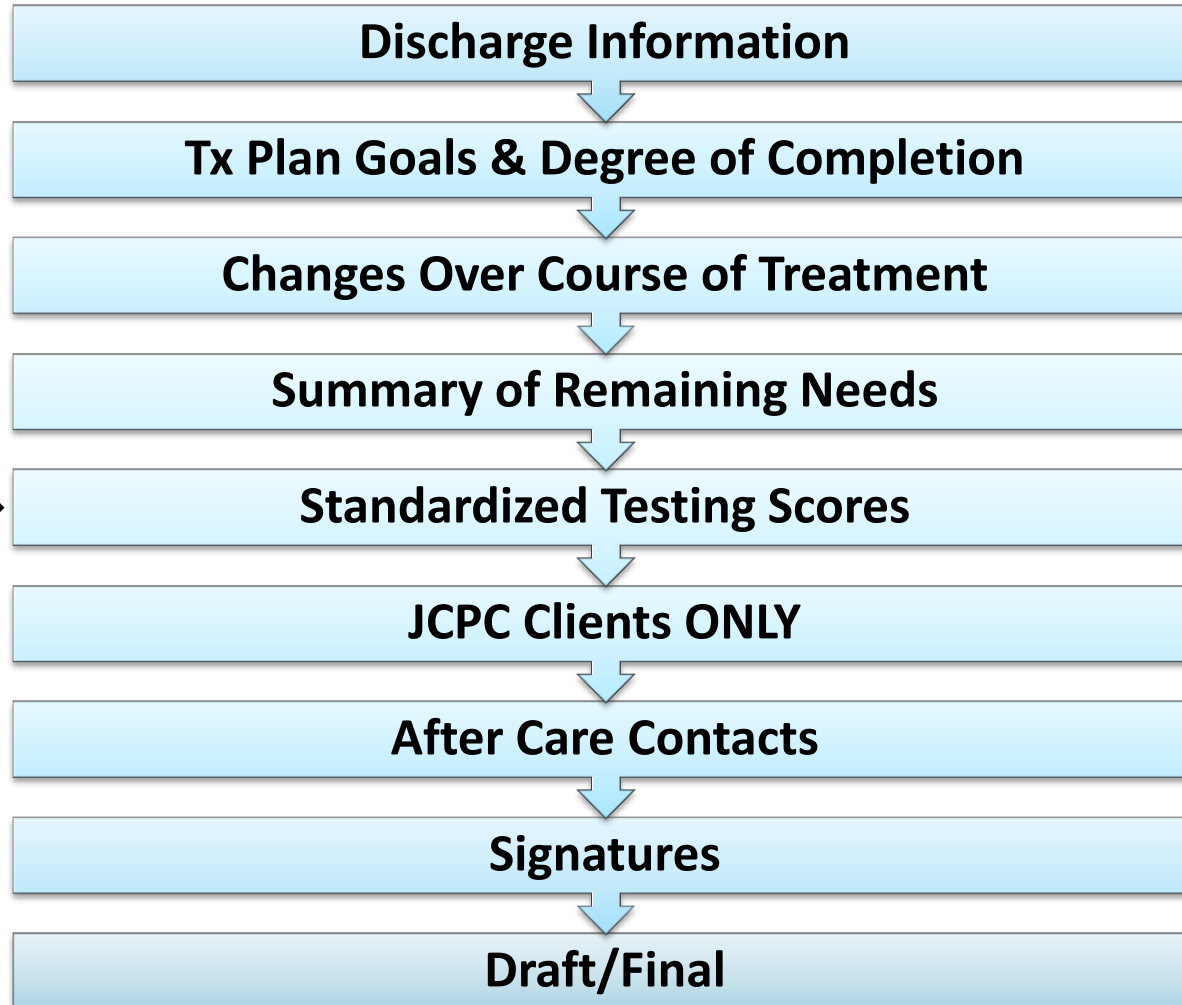 Discharge Information
Tx Plan Goals & Degree of Completion
Changes Over Course of Treatment
Summary of Remaining Needs
Standardized Testing Scores
JCPC Clients ONLY
After Care Contacts
Signatures
Draft/Final